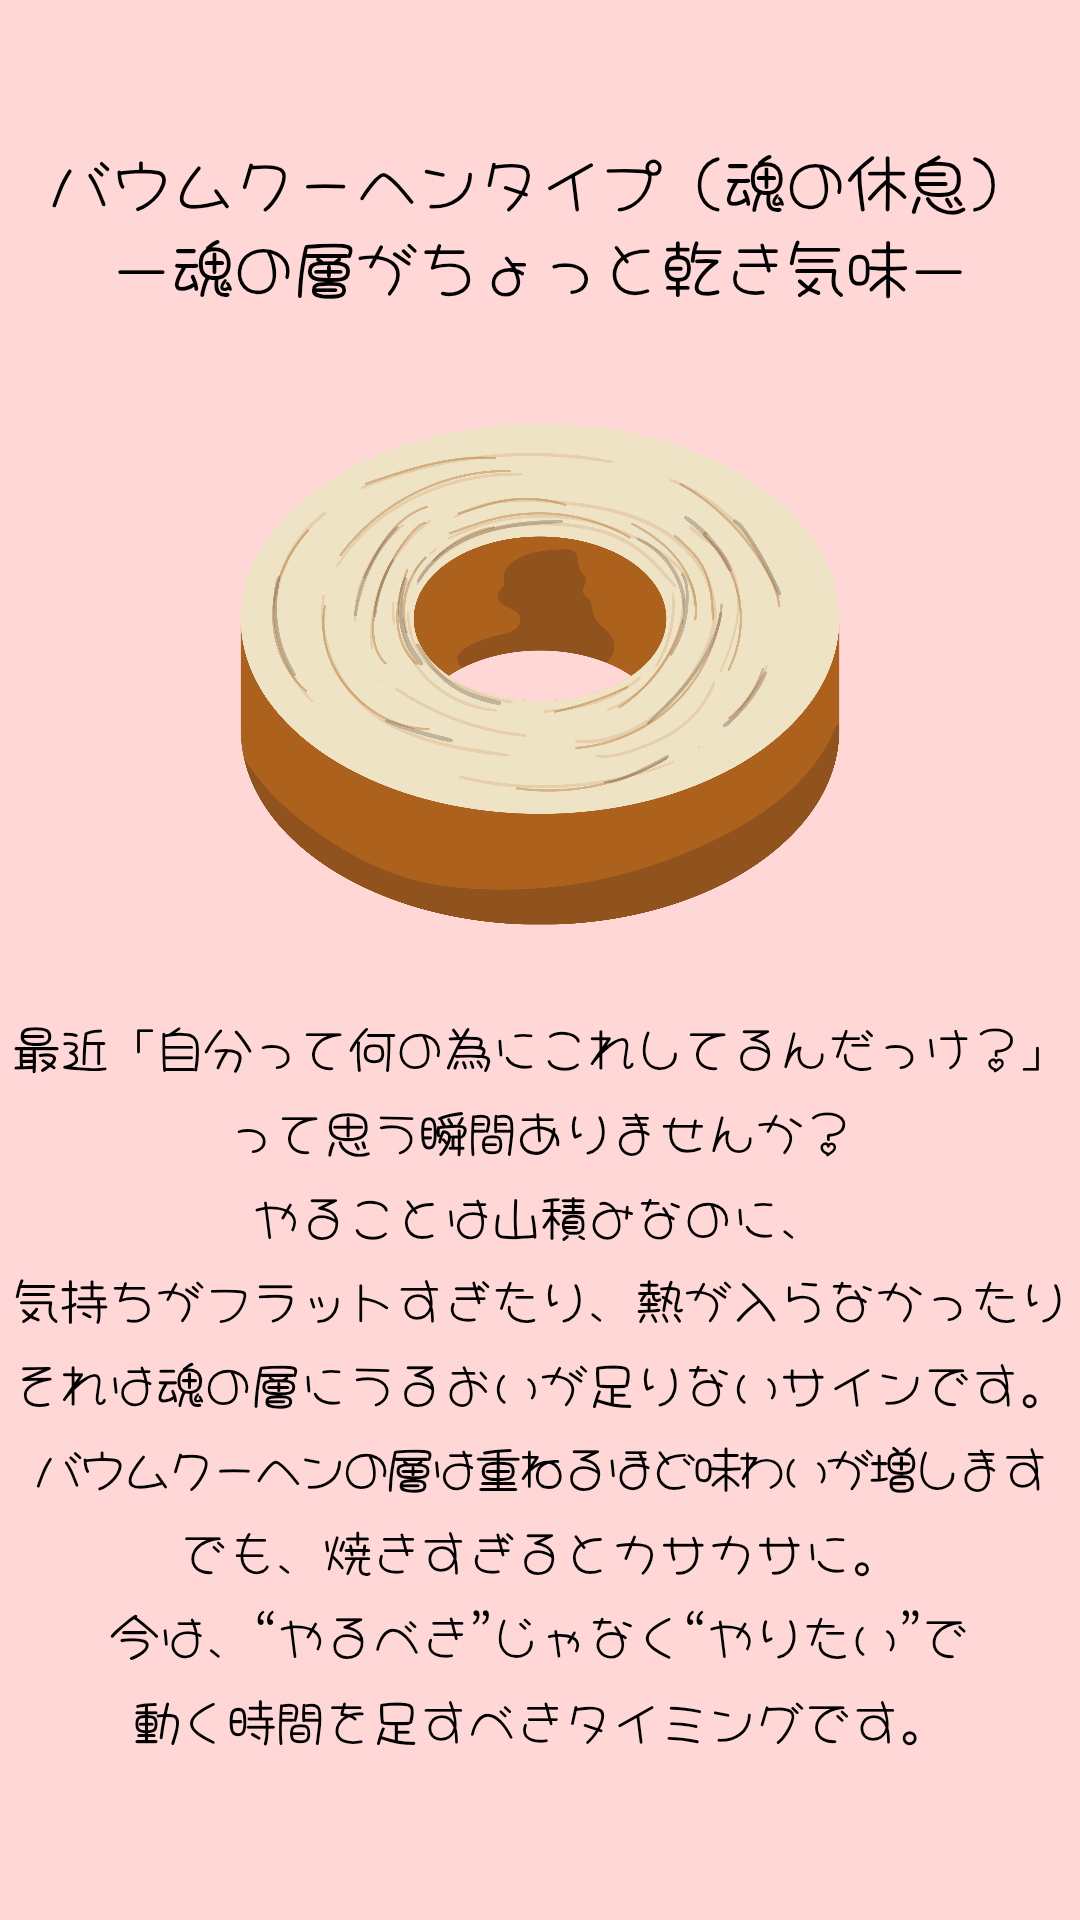 バウムクーヘンタイプ（魂の休息）
ー魂の層がちょっと乾き気味ー
最近「自分って何の為にこれしてるんだっけ？」
って思う瞬間ありませんか？
やることは山積みなのに、
気持ちがフラットすぎたり、熱が入らなかったり
それは魂の層にうるおいが足りないサインです。
バウムクーヘンの層は重ねるほど味わいが増します
でも、焼きすぎるとカサカサに。
今は、“やるべき”じゃなく“やりたい”で
動く時間を足すべきタイミングです。